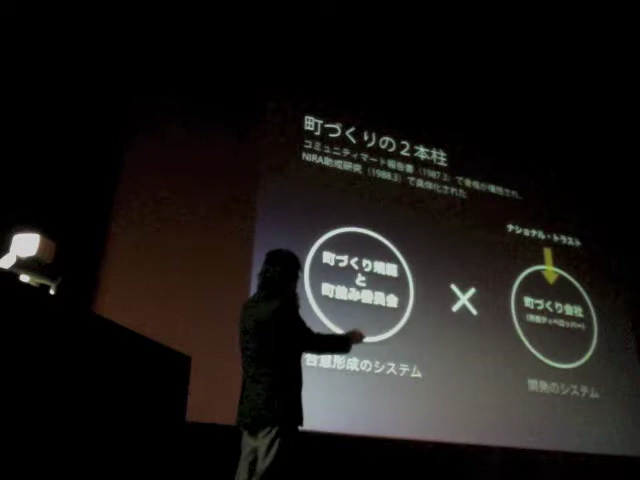 町づくりの２本柱
コミュニティマート報告書（1987.3）で骨格が構想され、
NIRA助成研究（1988.3）で具体化された
ナショナル・トラスト
町づくり規範
と
町並み委員会
×
町づくり会社
合意形成のシステム
開発のシステム